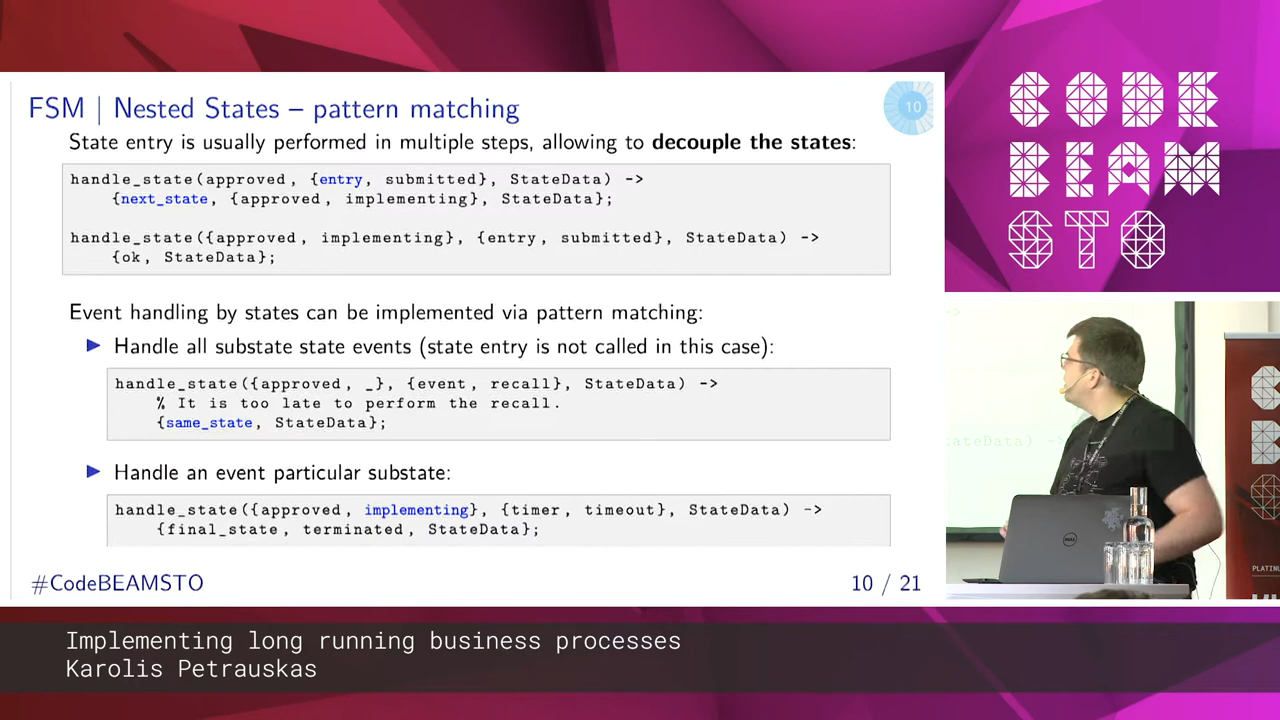 FSM | Nested States – pattern matching
10
State entry is usually performed in multiple steps, allowing to decouple the states:
handle_state(approved, {entry, submitted}, StateData) ->
{next_state, {approved, implementing}, StateData};
handle_state({approved, implementing}, {entry, submitted}, StateData) ->
{ok, StateData};
Event handling by states can be implemented via pattern matching:
Handle all substate state events (state entry is not called in this case):
handle_state({approved, _}, {event, recall}, StateData) ->
% It is too late to perform the recall.
{same_state, StateData};
Handle an event particular substate:
handle_state({approved, implementing}, {timer, timeout}, StateData) ->
{final_state, terminated, StateData};
#CodeBEAMSTO
10 / 21
CODE
BEAM
STO
DELL
Implementing long running business processes
Karolis Petrauskas